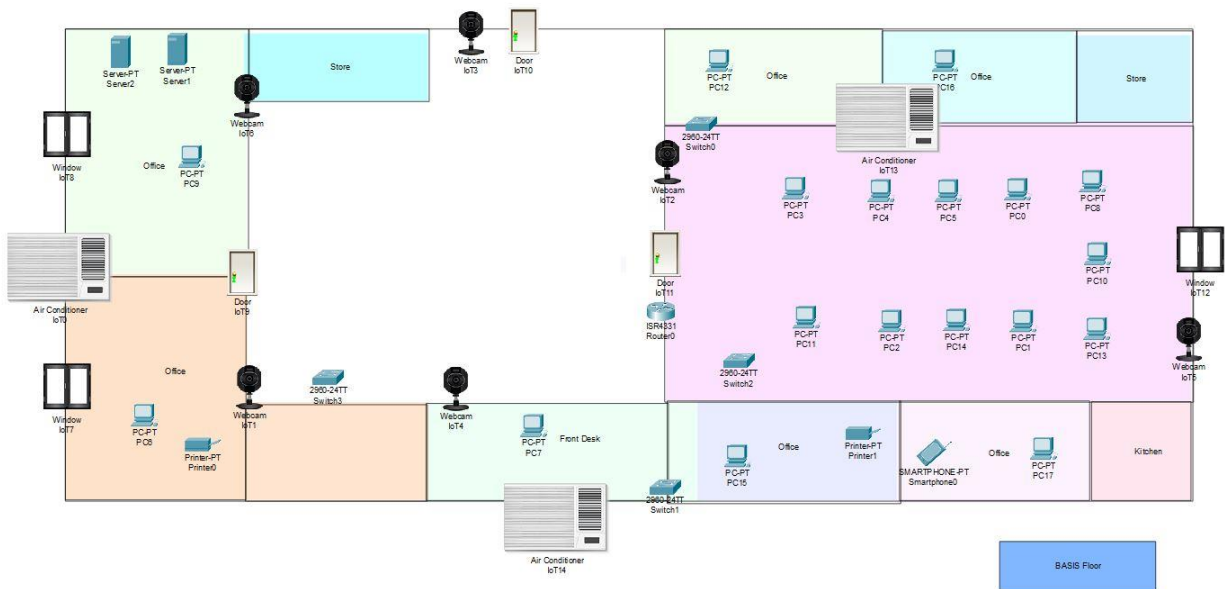 Server-PT
Server2
Server-PT
Server1
Store
Webcam
IoT3
Door
IoT10
PC-PT
PC12
Office
PC-PT
PC16
Office
Store
Webcam
IoT6
2960-24TT
Switch0
Window
IoT8
Office
PC-PT
PC9
Webcam
IoT2
Air Conditioner
IoT13
PC-PT
PC3
PC-PT
PC4
PC-PT
PC5
PC-PT
PC0
PC-PT
PC8
Air Conditioner
IoT0
Door
IoT9
Door
IoT11
PC-PT
PC10
Window
IoT12
ISR4331
Router0
PC-PT
PC11
PC-PT
PC2
PC-PT
PC14
PC-PT
PC1
PC-PT
PC13
Webcam
IoT5
2960-24TT
Switch2
Office
Window
IoT7
Webcam
IoT1
2960-24TT
Switch3
Webcam
IoT4
PC-PT
PC6
Printer-PT
Printer0
PC-PT
PC7
Front Desk
2960-24TT
Switch1
PC-PT
PC15
Office
Printer-PT
Printer1
SMARTPHONE-PT
Smartphone0
Office
PC-PT
PC17
Kitchen
Air Conditioner
IoT14
BASIS Floor